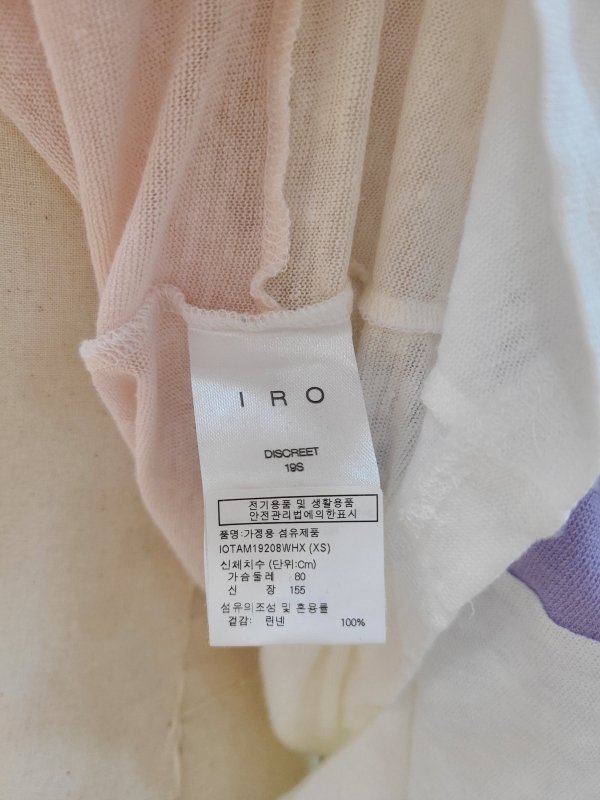 IRO
DISCREET
19S
전기용품 및 생활용품
안전관리법에의한표시
품명:가정용 섬유제품
IOTAM19208WHX (XS)
신체치수 (단위:Cm)
가슴둘레 80
신 장 155
섬유의조성 및 혼용률
겉감: 린넨 100%